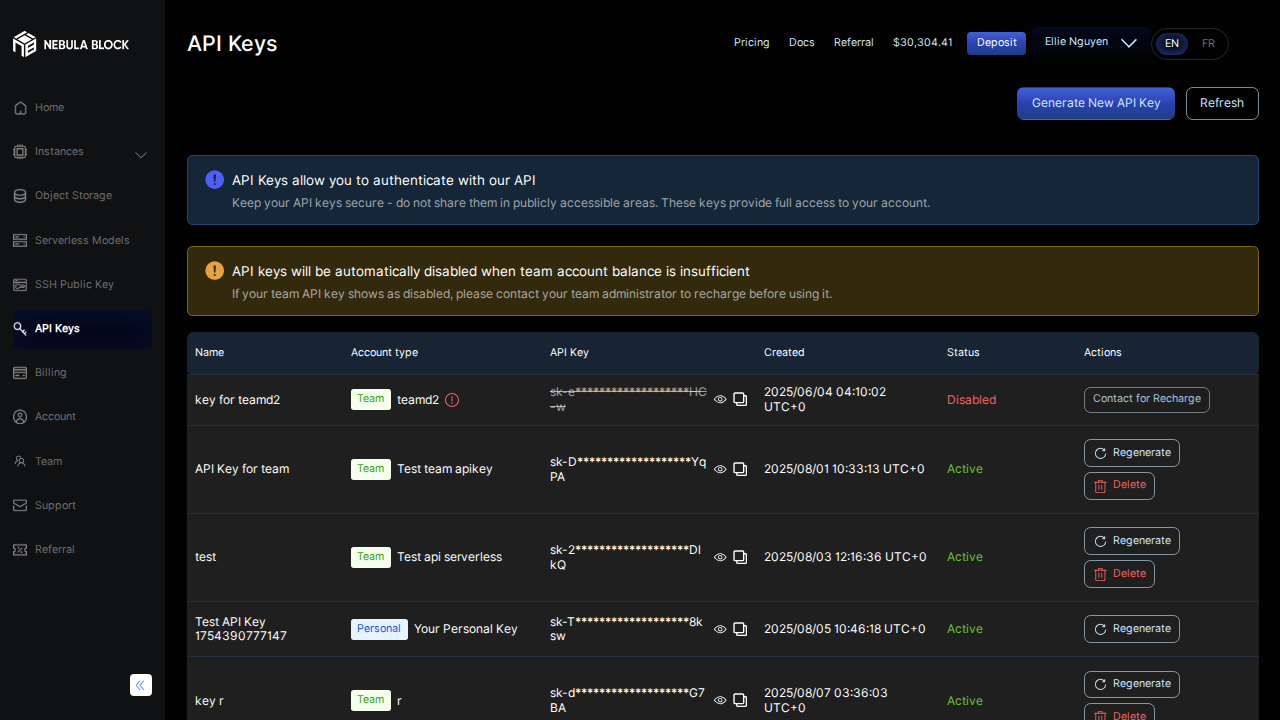 NEBULA BLOCK
API Keys
Pricing
Docs
Referral
$30,304.41
Deposit
Ellie Nguyen
EN
FR
Home
Instances
Object Storage
Serverless Models
SSH Public Key
API Keys
Billing
Account
Team
Support
Referral
Generate New API Key
Refresh
API Keys allow you to authenticate with our API
Keep your API keys secure - do not share them in publicly accessible areas. These keys provide full access to your account.
API keys will be automatically disabled when team account balance is insufficient
If your team API key shows as disabled, please contact your team administrator to recharge before using it.
Name
Account type
API Key
Created
Status
Actions
key for teamd2
Team
teamd2
sk-e*******************HC
-w
2025/06/04 04:10:02
UTC+0
Disabled
Contact for Recharge
API Key for team
Team
Test team apikey
sk-D*******************Yq
PA
2025/08/01 10:33:13 UTC+0
Active
Regenerate
Delete
test
Team
Test api serverless
sk-2*******************DI
kQ
2025/08/03 12:16:36 UTC+0
Active
Regenerate
Delete
Test API Key
1754390777147
Personal
Your Personal Key
sk-T*******************8k
sw
2025/08/05 10:46:18 UTC+0
Active
Regenerate
key r
Team
r
sk-d*******************G7
BA
2025/08/07 03:36:03
UTC+0
Active
Regenerate
Delete